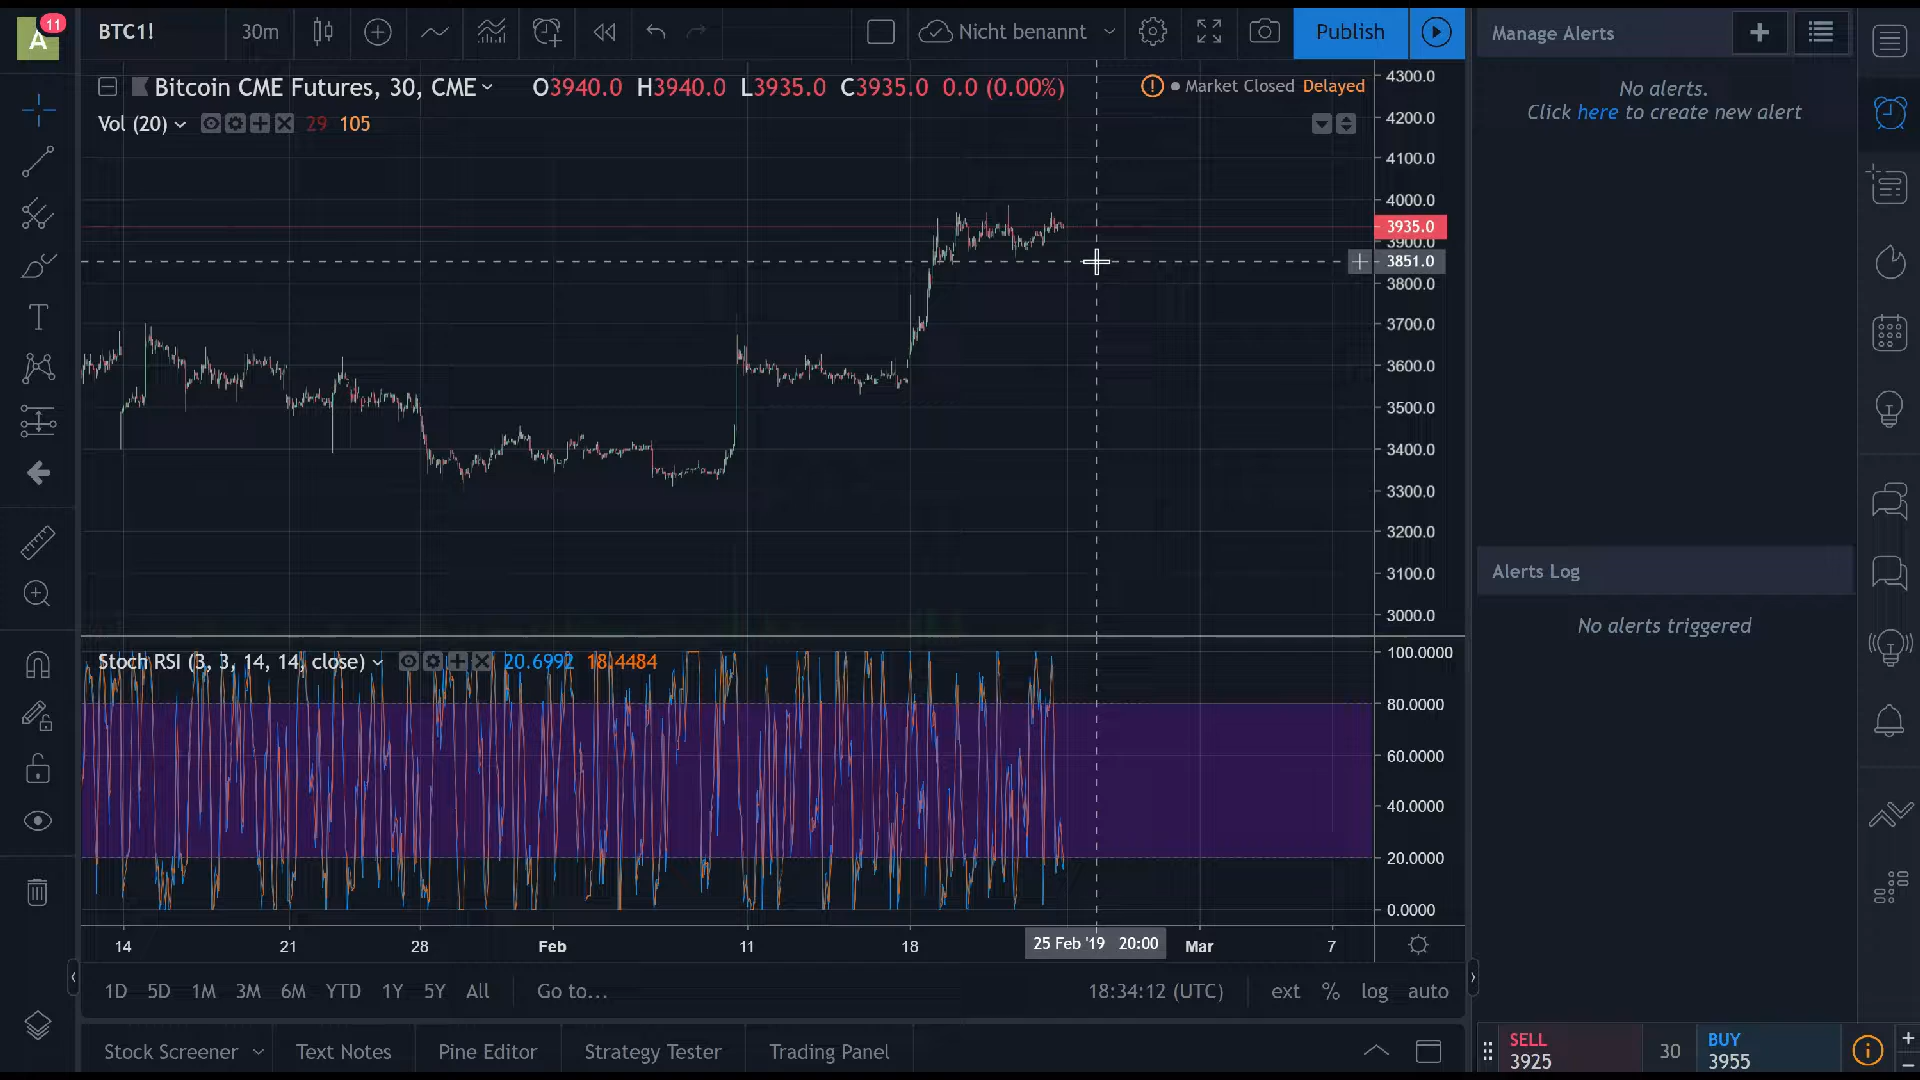 A 11
BTC1! 30m Nicht benannt Publish
Bitcoin CME Futures, 30, CME O3940.0 H3940.0 L3935.0 C3935.0 0.0 (0.00%) Market Closed Delayed
Vol (20) 29 105
4300.0
4200.0
4100.0
4000.0
3935.0
3900.0
3851.0
3800.0
3700.0
3600.0
3500.0
3400.0
3300.0
3200.0
3100.0
3000.0
Stoch RSI (3, 3, 14, 14, close) 20.6992 18.4484
100.0000
80.0000
60.0000
40.0000
20.0000
0.0000
14 21 28 Feb 11 18 25 Feb '19 20:00 Mar 7
1D 5D 1M 3M 6M YTD 1Y 5Y All Go to... 18:34:12 (UTC) ext % log auto
Stock Screener Text Notes Pine Editor Strategy Tester Trading Panel
Manage Alerts
No alerts.
Click here to create new alert
Alerts Log
No alerts triggered
SELL
3925
30
BUY
3955